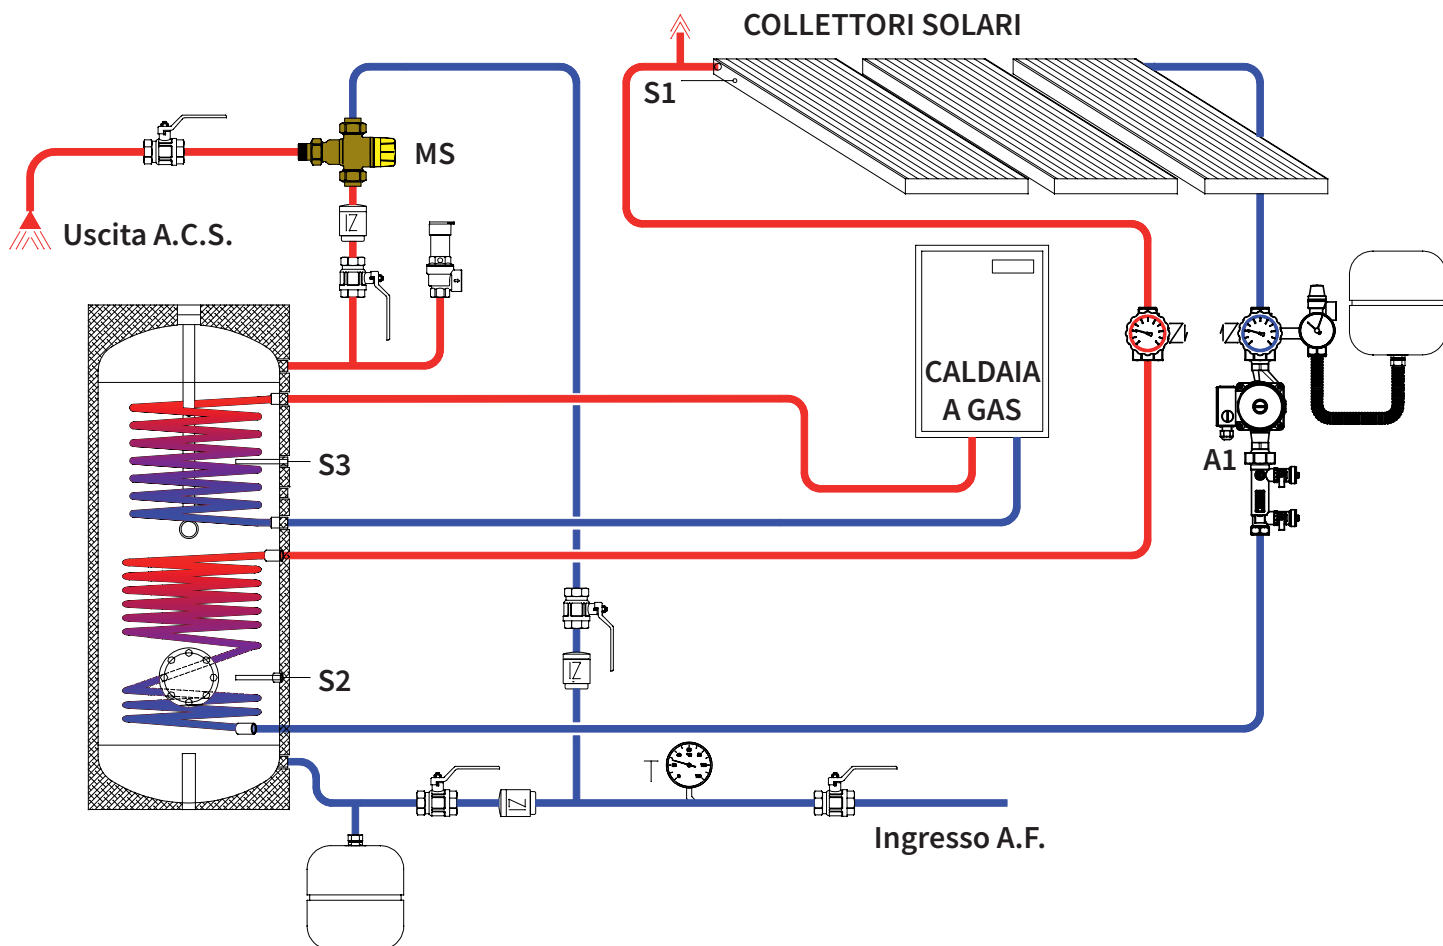 COLLETTORI SOLARI
S1
MS
Uscita A.C.S.
CALDAIA
A GAS
S3
A1
S2
T
Ingresso A.F.